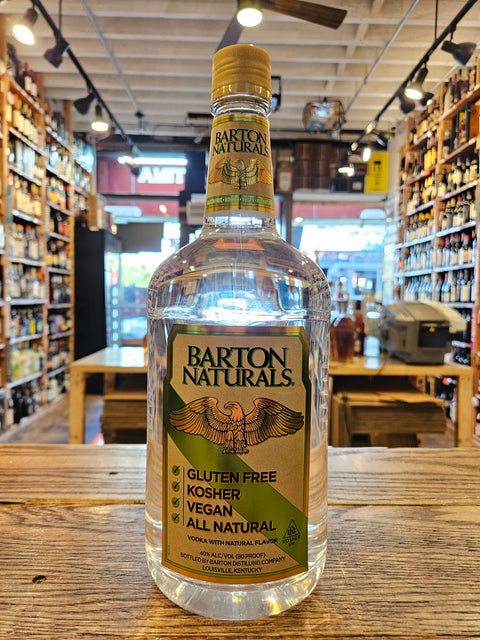 BARTON
NATURALS
BARTON
NATURALS®
GLUTEN FREE
KOSHER
VEGAN
ALL NATURAL
VODKA WITH NATURAL FLAVOR
KOSHER
40% ALC/VOL (80 PROOF)
BOTTLED BY BARTON DISTILLING COMPANY
LOUISVILLE, KENTUCKY